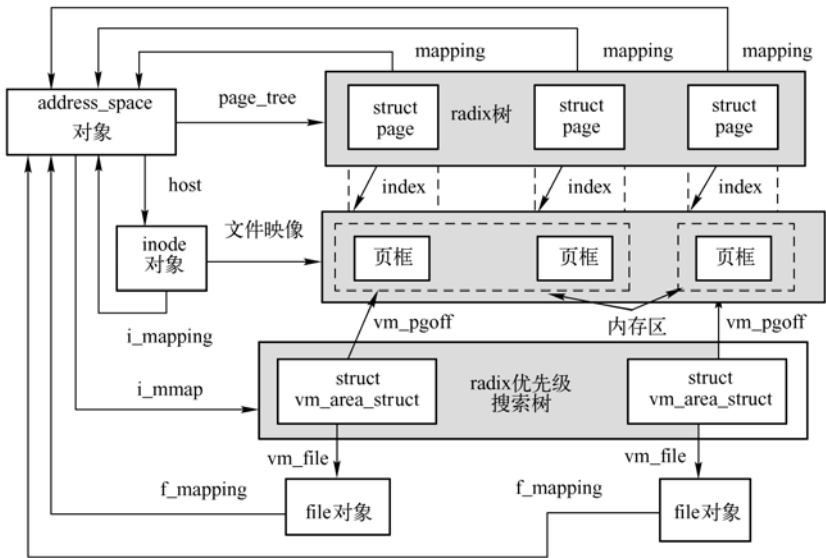 mapping
mapping
mapping
address_space
对象
page_tree
struct
page
radix树
struct
page
struct
page
host
index
index
index
inode
对象
文件映像
页框
页框
页框
i_mapping
vm_pgoff
内存区
vm_pgoff
i_mmap
struct
vm_area_struct
radix优先级
搜索树
struct
vm_area_struct
vm_file
vm_file
f_mapping
file对象
f_mapping
file对象